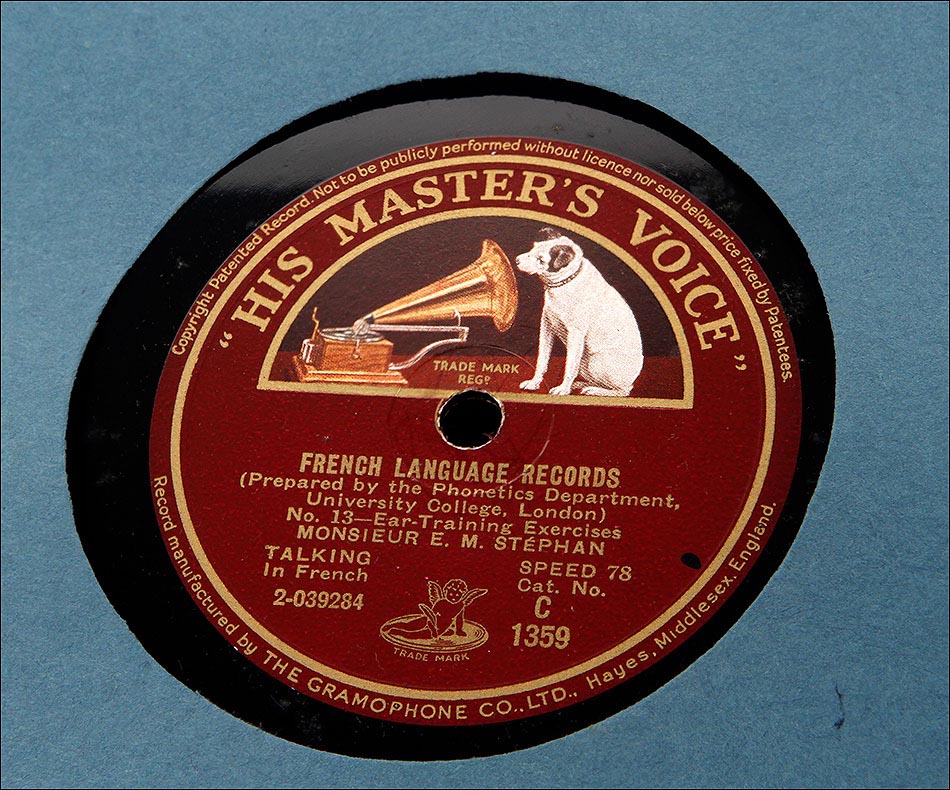 Copyright Patented Record. Not to be publicly performed without licence nor sold below price fixed by Patentees.
"HIS MASTER'S VOICE"
TRADE MARK
REGD
FRENCH LANGUAGE RECORDS
(Prepared by the Phonetics Department,
University College, London)
No. 13—Ear-Training Exercises
MONSIEUR E. M. STÉPHAN
TALKING
In French
2-039284
SPEED 78
Cat. No.
C
1359
TRADE MARK
Record manufactured by THE GRAMOPHONE CO., LTD., Hayes, Middlesex, England.